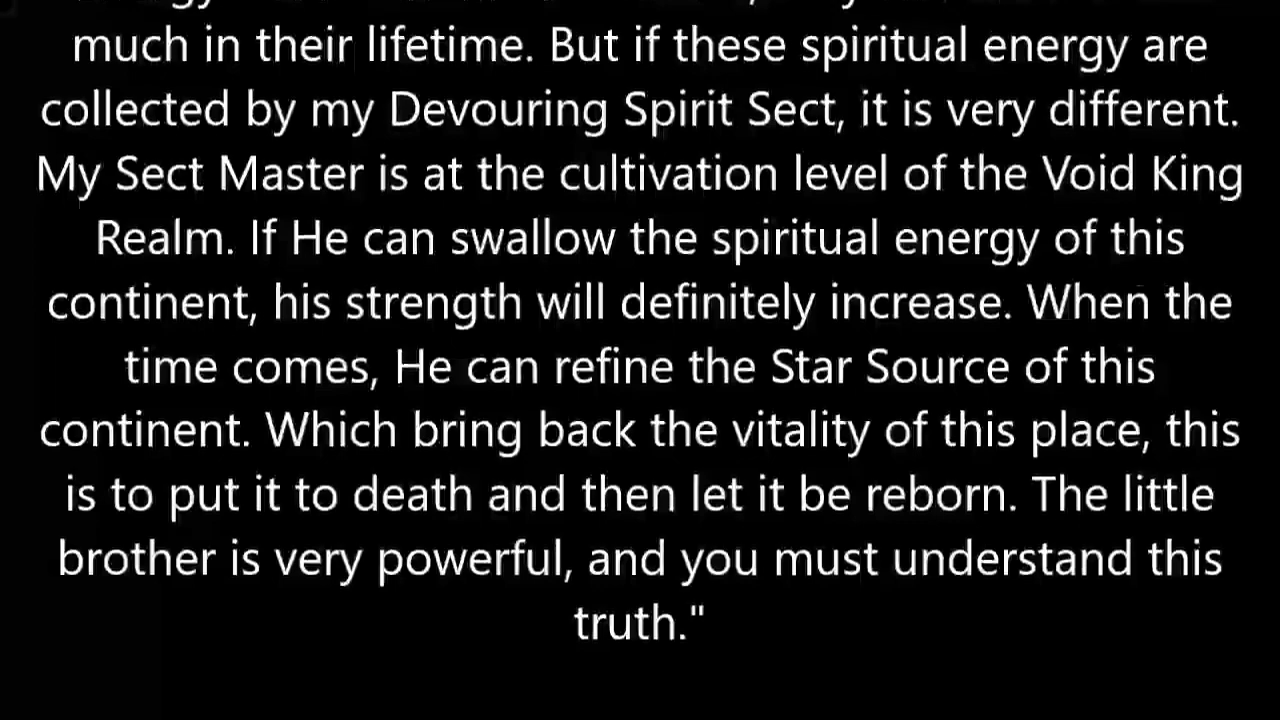 much in their lifetime. But if these spiritual energy are
collected by my Devouring Spirit Sect, it is very different.
My Sect Master is at the cultivation level of the Void King
Realm. If He can swallow the spiritual energy of this
continent, his strength will definitely increase. When the
time comes, He can refine the Star Source of this
continent. Which bring back the vitality of this place, this
is to put it to death and then let it be reborn. The little
brother is very powerful, and you must understand this
truth."